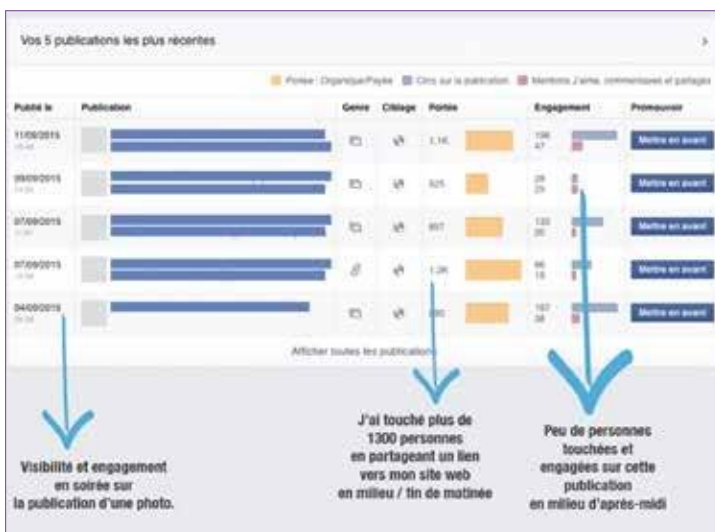 Vos 5 publications les plus récentes
Portée : Organique/Payée Clics sur la publication Mentions J'aime, commentaires et partages
Publié le Publication Genre Ciblage Portée Engagement Promouvoir
11/09/2015 47 Mettre en avant
09/09/2015 Mettre en avant
07/09/2015 Mettre en avant
07/09/2015 Mettre en avant
04/09/2015 Mettre en avant
Afficher toutes les publications
Visibilité et engagement
en soirée sur
la publication d'une photo.
J'ai touché plus de
1300 personnes
en partageant un lien
vers mon site web
en milieu / fin de matinée
Peu de personnes
touchées et
engagées sur cette
publication
en milieu d'après-midi